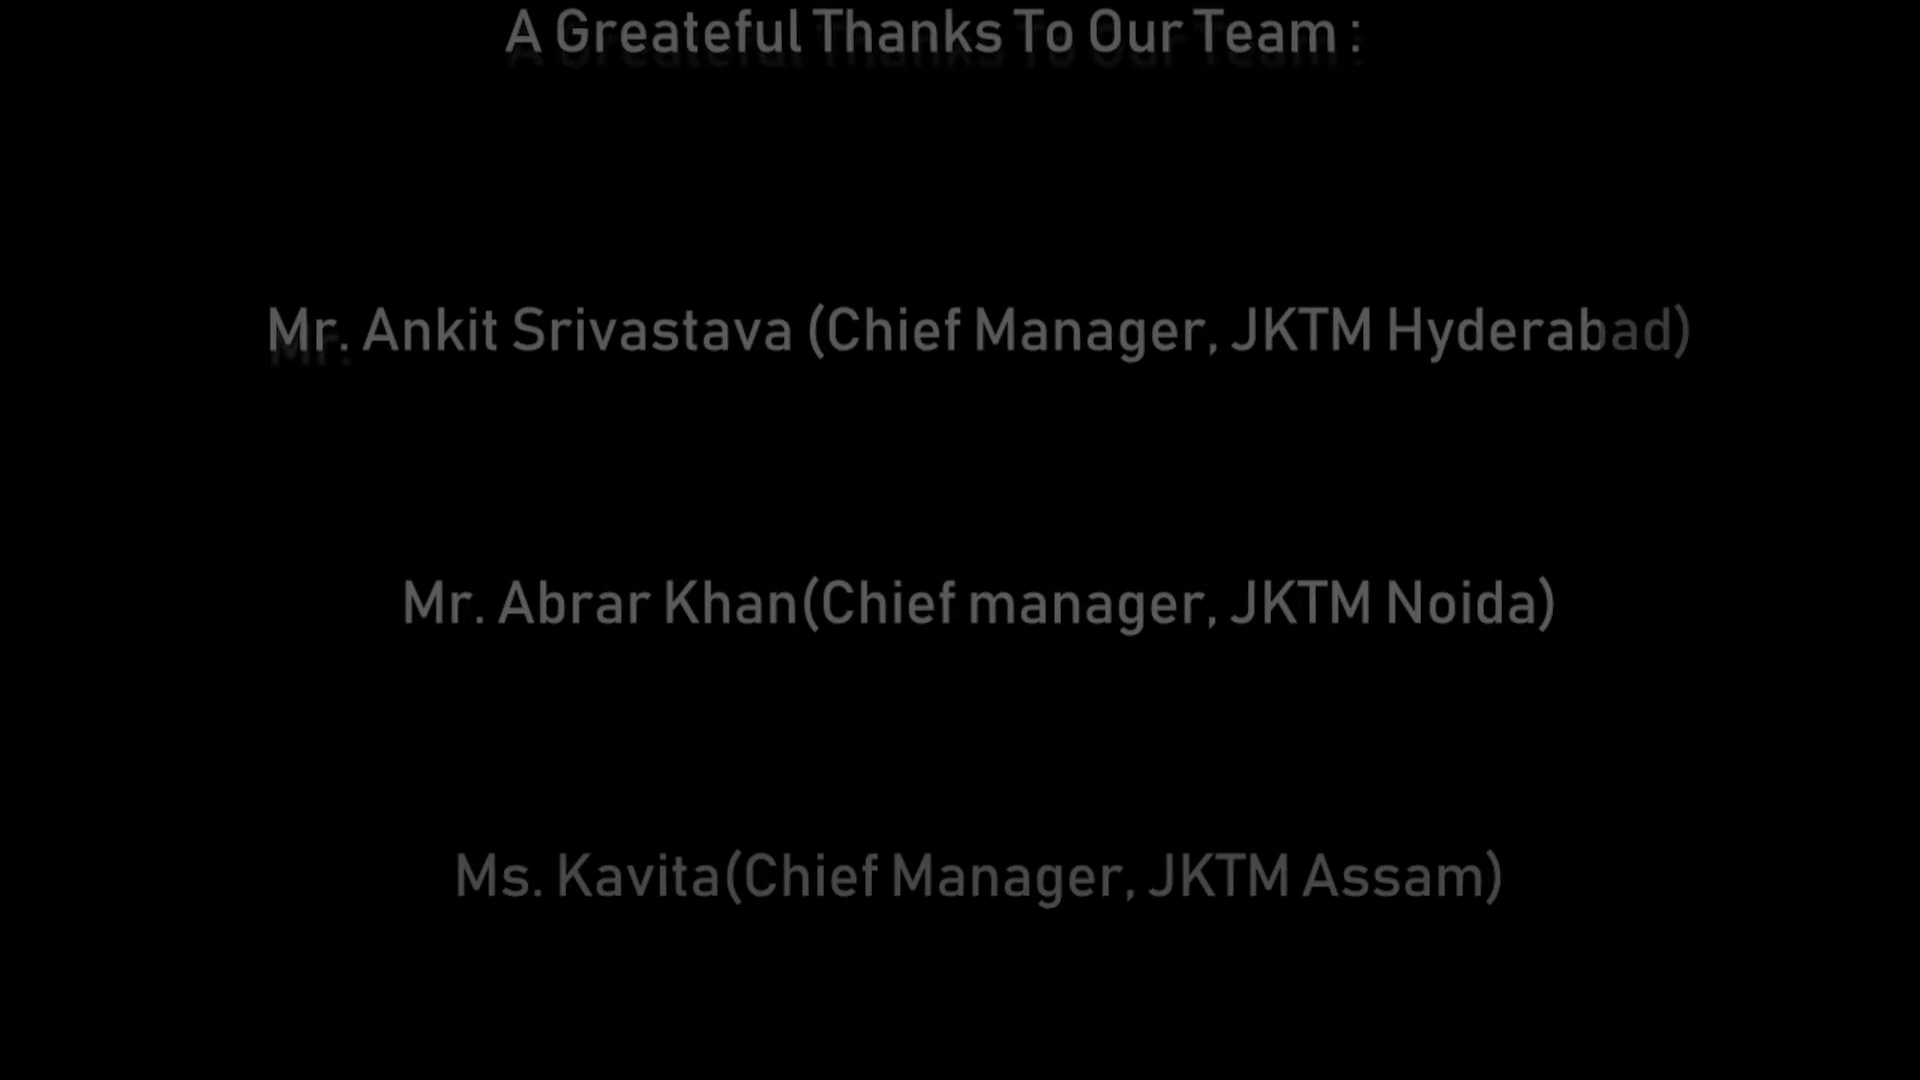 A Greateful Thanks To Our Team :
Mr. Ankit Srivastava (Chief Manager, JKTM Hyderabad)
Mr. Abrar Khan(Chief manager, JKTM Noida)
Ms. Kavita(Chief Manager, JKTM Assam)